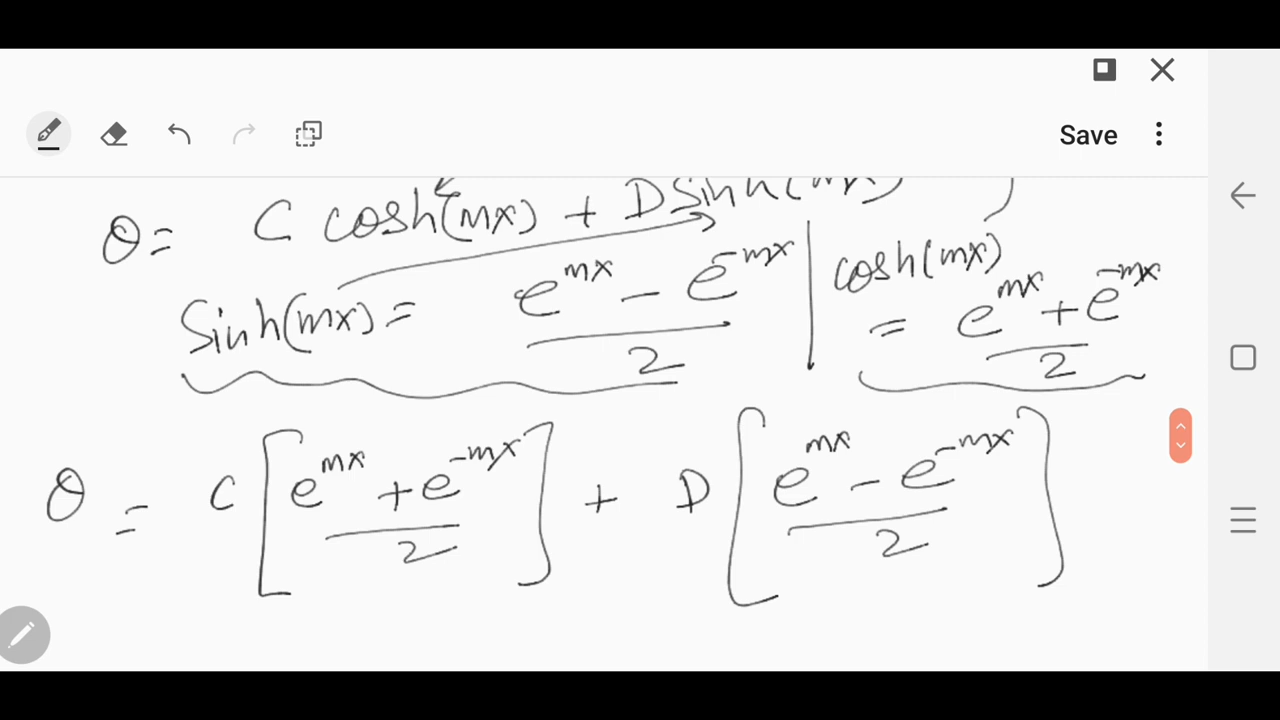 Save
θ = C cosh(mx) + D sinh(mx)
Sinh(mx) = e^mx - e^-mx / 2 | cosh(mx) = e^mx + e^-mx / 2
θ = C [e^mx + e^-mx / 2] + D [e^mx - e^-mx / 2]